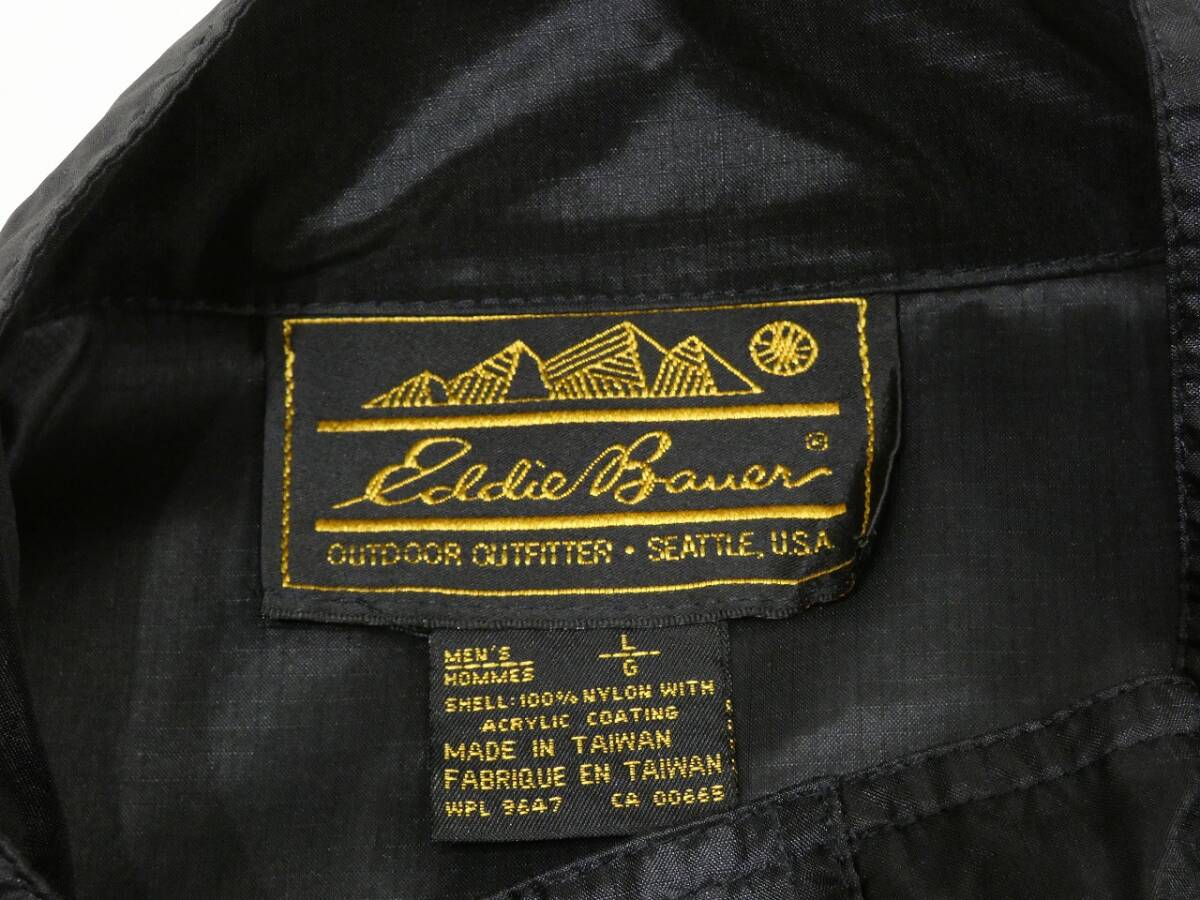 Eddie Bauer®
OUTDOOR OUTFITTER • SEATTLE, U.S.A
MEN'S L
HOMMES G
SHELL: 100% NYLON WITH
ACRYLIC COATING
MADE IN TAIWAN
FABRIQUE EN TAIWAN
WPL 9647 CA 00665